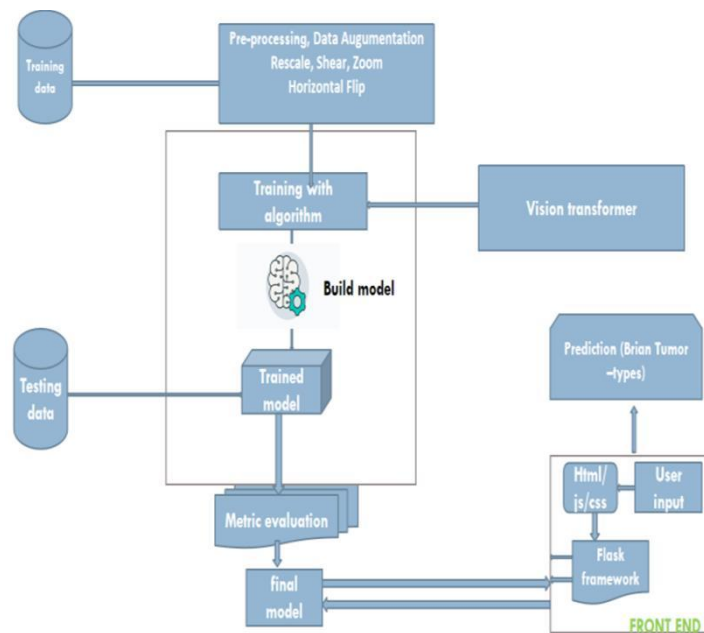 Training
data
Pre-processing, Data Augumentation
Rescale, Shear, Zoom
Horizontal Flip
Training with
algorithm
Vision transformer
Build model
Prediction (Brian Tumor
–types)
Testing
data
Trained
model
Html/
js/css
User
input
Metric evaluation
Flask
framework
final
model
FRONT END